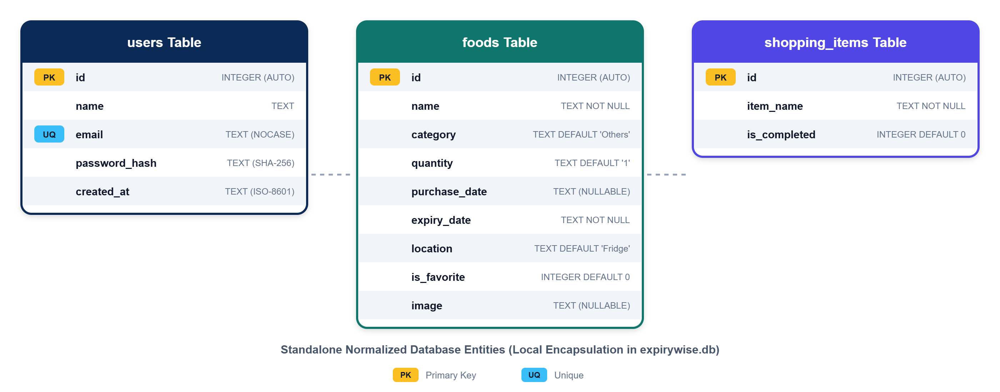 users Table
PK id INTEGER (AUTO)
name TEXT
UQ email TEXT (NOCASE)
password_hash TEXT (SHA-256)
created_at TEXT (ISO-8601)
foods Table
PK id INTEGER (AUTO)
name TEXT NOT NULL
category TEXT DEFAULT 'Others'
quantity TEXT DEFAULT '1'
purchase_date TEXT (NULLABLE)
expiry_date TEXT NOT NULL
location TEXT DEFAULT 'Fridge'
is_favorite INTEGER DEFAULT 0
image TEXT (NULLABLE)
shopping_items Table
PK id INTEGER (AUTO)
item_name TEXT NOT NULL
is_completed INTEGER DEFAULT 0
Standalone Normalized Database Entities (Local Encapsulation in expirywise.db)
PK Primary Key UQ Unique